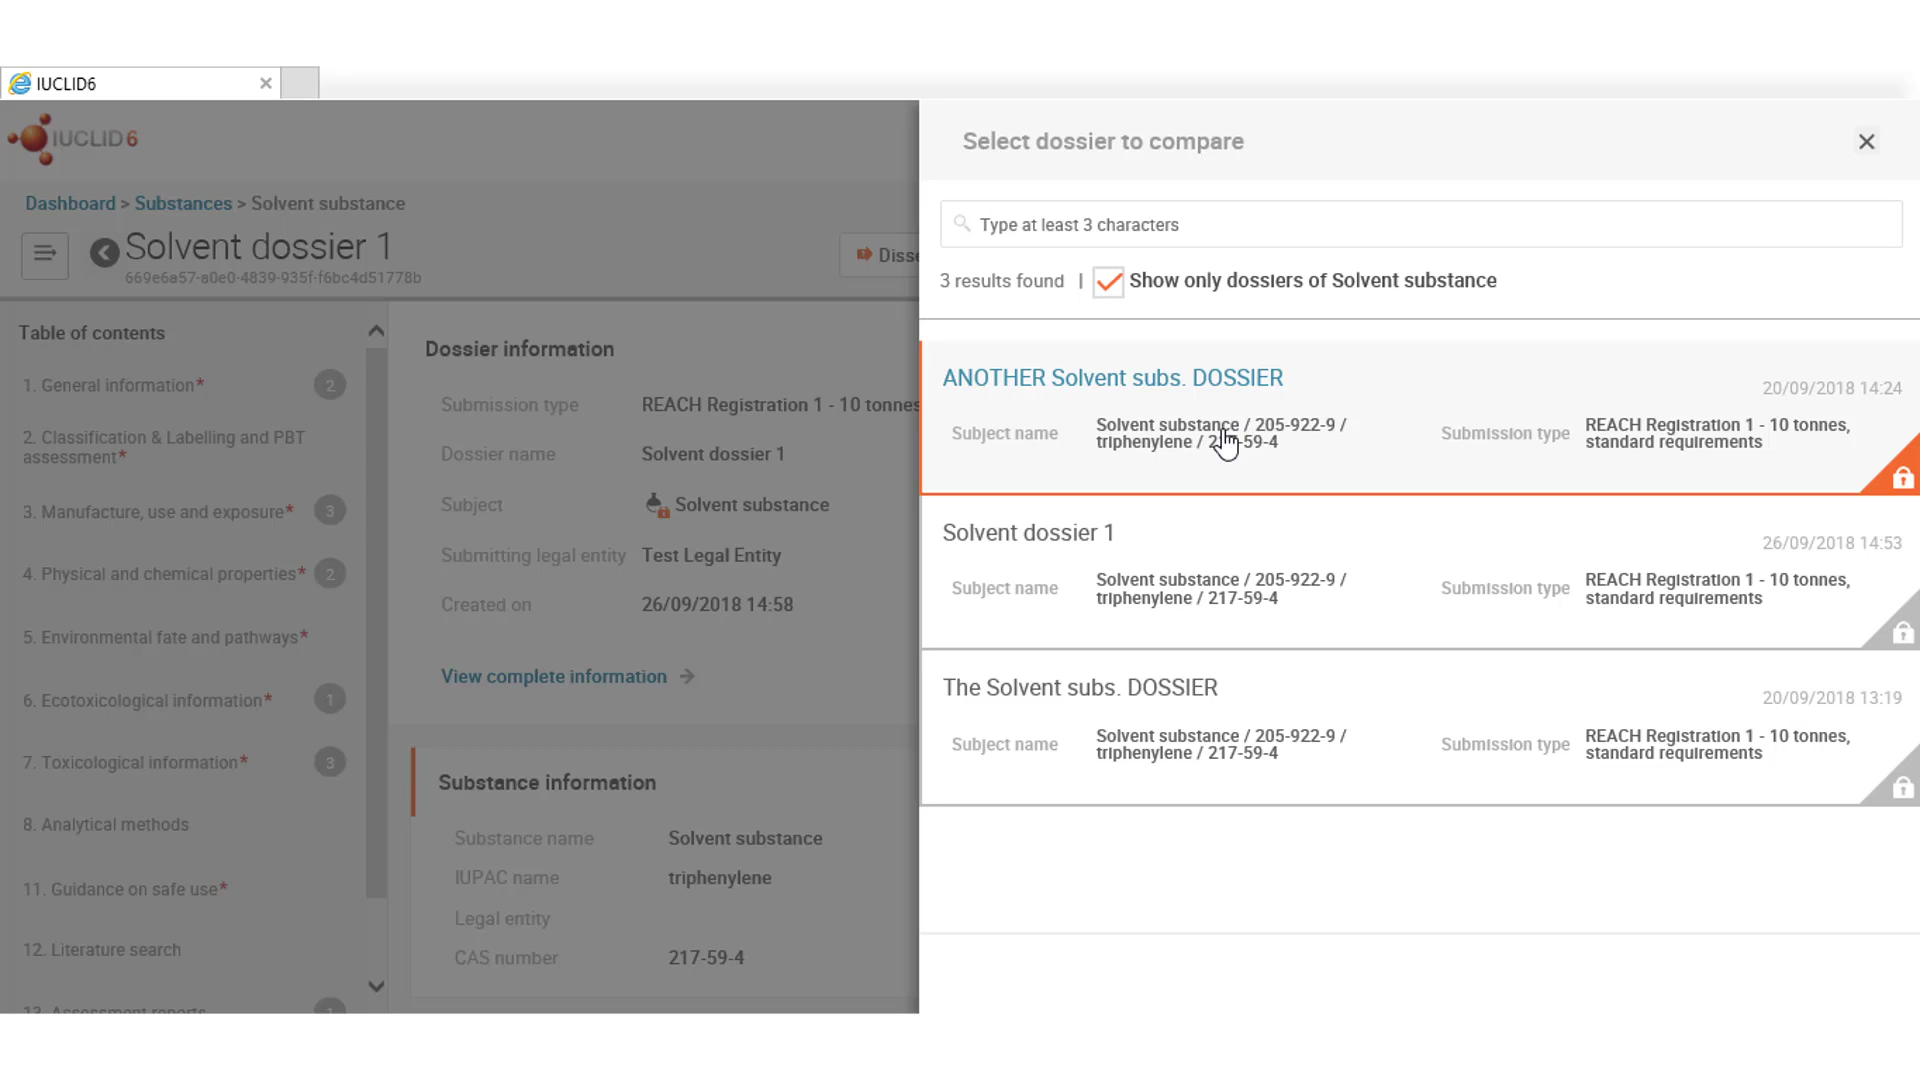 IUCLID6
IUCLID 6
Dashboard > Substances > Solvent substance
Solvent dossier 1
669e6a57-a0e0-4839-935f-f6bc4d51778b
Disse
Table of contents
1. General information* 2
2. Classification & Labelling and PBT
assessment*
3. Manufacture, use and exposure* 3
4. Physical and chemical properties* 2
5. Environmental fate and pathways*
6. Ecotoxicological information* 1
7. Toxicological information* 3
8. Analytical methods
11. Guidance on safe use*
12. Literature search
13. Assessment reports 1
Dossier information
Submission type REACH Registration 1 - 10 tonnes
Dossier name Solvent dossier 1
Subject Solvent substance
Submitting legal entity Test Legal Entity
Created on 26/09/2018 14:58
View complete information
Substance information
Substance name Solvent substance
IUPAC name triphenylene
Legal entity
CAS number 217-59-4
Select dossier to compare
Type at least 3 characters
3 results found | Show only dossiers of Solvent substance
ANOTHER Solvent subs. DOSSIER
20/09/2018 14:24
Subject name Solvent substance / 205-922-9 /
triphenylene / 2 -59-4
Submission type REACH Registration 1 - 10 tonnes,
standard requirements
Solvent dossier 1
26/09/2018 14:53
Subject name Solvent substance / 205-922-9 /
triphenylene / 217-59-4
Submission type REACH Registration 1 - 10 tonnes,
standard requirements
The Solvent subs. DOSSIER
20/09/2018 13:19
Subject name Solvent substance / 205-922-9 /
triphenylene / 217-59-4
Submission type REACH Registration 1 - 10 tonnes,
standard requirements